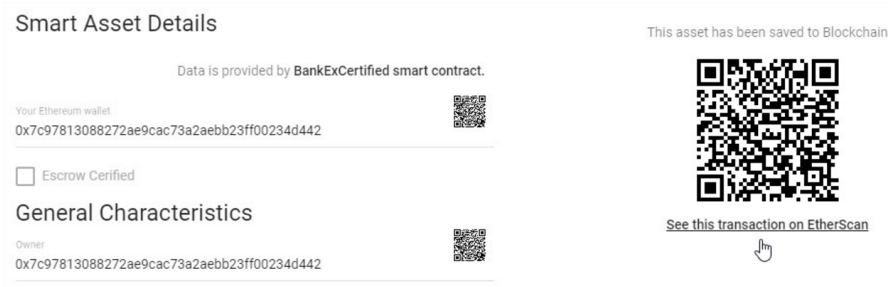 Smart Asset Details
This asset has been saved to Blockchain
Data is provided by BankExCertified smart contract.
Your Ethereum wallet
0x7c97813088272ae9cac73a2aebb23ff00234d442
Escrow Cerified
General Characteristics
See this transaction on EtherScan
Owner
0x7c97813088272ae9cac73a2aebb23ff00234d442